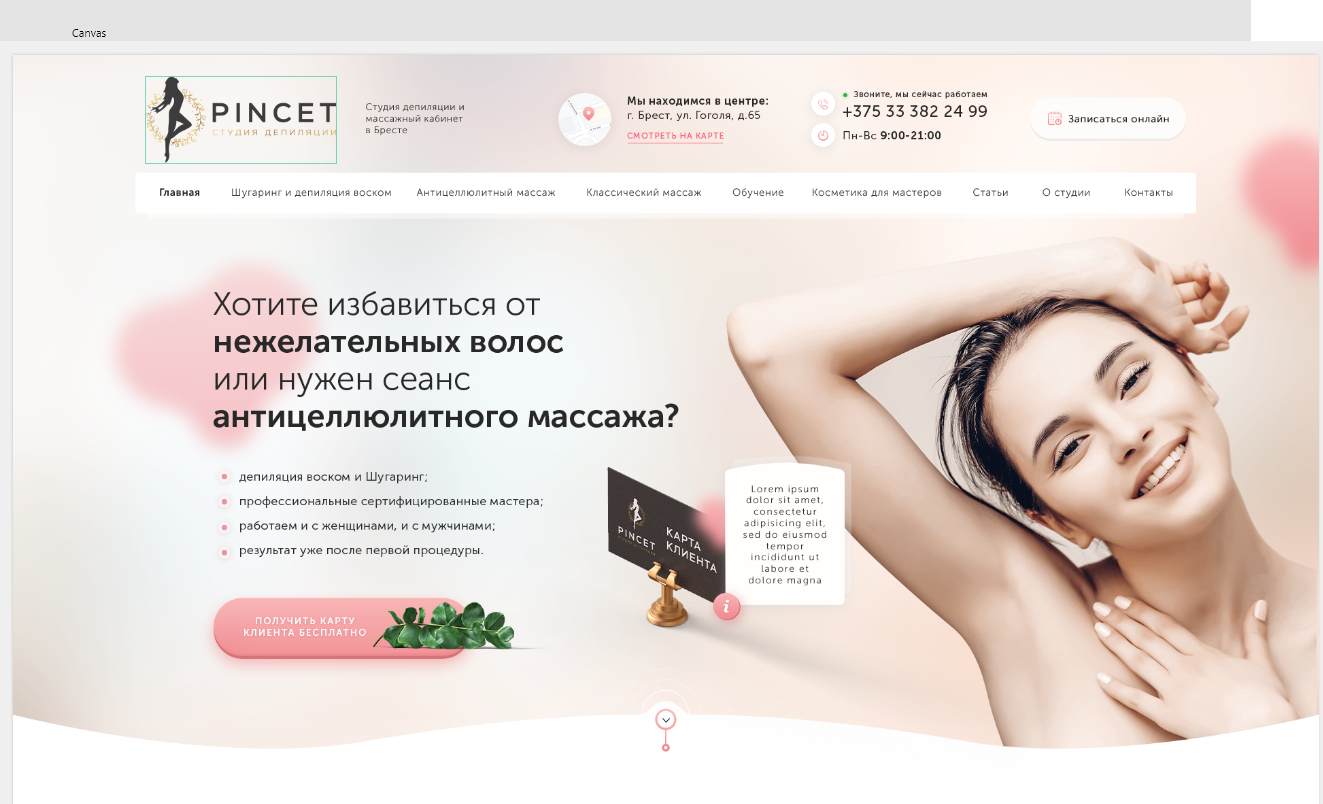 Canvas
PINCET
СТУДИЯ ДЕПИЛЯЦИИ
Студия депиляции и
массажный кабинет
в Бресте
Мы находимся в центре:
г. Брест, ул. Гоголя, д.65
СМОТРЕТЬ НА КАРТЕ
Звоните, мы сейчас работаем
+375 33 382 24 99
Пн-Вс 9:00-21:00
Записаться онлайн
Главная
Шугаринг и депиляция воском
Антицеллюлитный массаж
Классический массаж
Обучение
Косметика для мастеров
Статьи
О студии
Контакты
Хотите избавиться от
нежелательных волос
или нужен сеанс
антицеллюлитного массажа?
депиляция воском и Шугаринг;
профессиональные сертифицированные мастера;
работаем и с женщинами, и с мужчинами;
результат уже после первой процедуры.
ПОЛУЧИТЬ КАРТУ
КЛИЕНТА БЕСПЛАТНО
PINCET
КАРТА
КЛИЕНТА
Lorem ipsum
dolor sit amet,
consectetur
adipisicing elit,
sed do eiusmod
tempor
incididunt ut
labore et
dolore magna
i